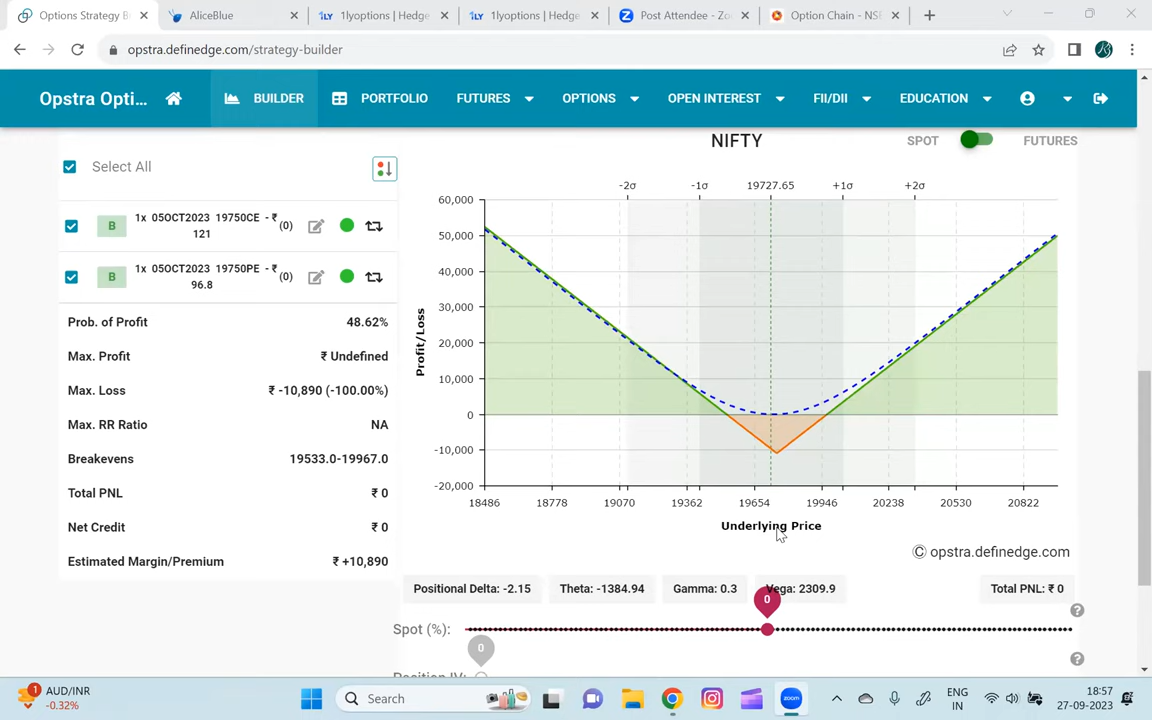 Options Strategy B
AliceBlue
1lyoptions | Hedge
1lyoptions | Hedge
Post Attendee - Zo
Option Chain - NS
opstra.definedge.com/strategy-builder
Opstra Opti...
BUILDER
PORTFOLIO
FUTURES
OPTIONS
OPEN INTEREST
FII/DII
EDUCATION
NIFTY
SPOT
FUTURES
Select All
B
1x 05OCT2023 19750CE - ₹
121
(0)
B
1x 05OCT2023 19750PE - ₹
96.8
(0)
Prob. of Profit 48.62%
Max. Profit ₹ Undefined
Max. Loss ₹ -10,890 (-100.00%)
Max. RR Ratio NA
Breakevens 19533.0-19967.0
Total PNL ₹ 0
Net Credit ₹ 0
Estimated Margin/Premium ₹ +10,890
-2σ -1σ 19727.65 +1σ +2σ
60,000
50,000
40,000
30,000
20,000
10,000
0
-10,000
-20,000
Profit/Loss
18486 18778 19070 19362 19654 19946 20238 20530 20822
Underlying Price
© opstra.definedge.com
Positional Delta: -2.15
Theta: -1384.94
Gamma: 0.3
Vega: 2309.9
Total PNL: ₹ 0
0
Spot (%):
0
?
?
Position IV
1
AUD/INR
-0.32%
Search
zoom
ENG
IN
18:57
27-09-2023